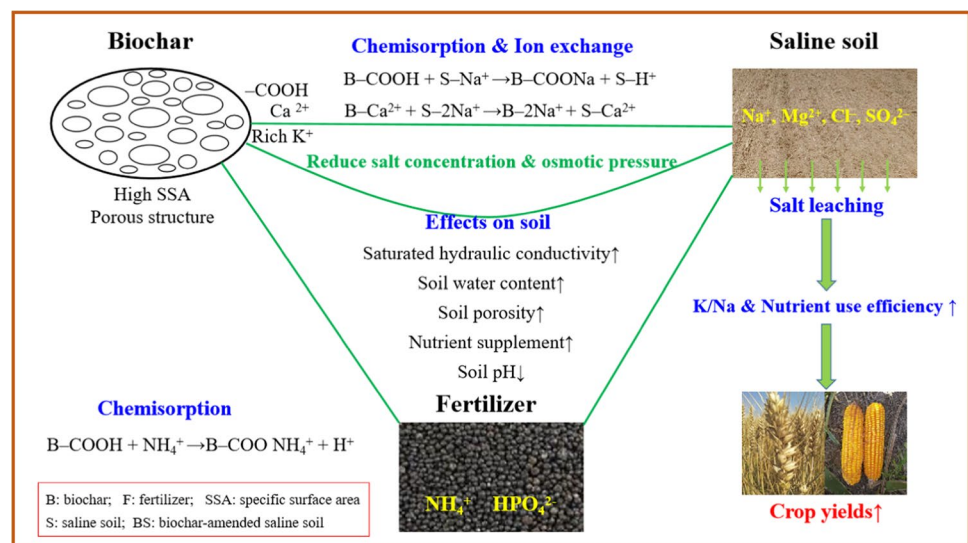 Biochar
Chemisorption & Ion exchange
Saline soil
–COOH
Ca ²⁺
Rich K⁺
B–COOH + S–Na⁺→B–COONa + S–H⁺
B–Ca²⁺ + S–2Na⁺→B–2Na⁺ + S–Ca²⁺
Na⁺, Mg²⁺, Cl⁻, SO₄²⁻
Reduce salt concentration & osmotic pressure
High SSA
Porous structure
Salt leaching
Effects on soil
Saturated hydraulic conductivity↑
Soil water content↑
Soil porosity↑
Nutrient supplement↑
Soil pH↓
K/Na & Nutrient use efficiency ↑
Fertilizer
Chemisorption
B–COOH + NH₄⁺→B–COO NH₄⁺ + H⁺
NH₄⁺ HPO₄²⁻
B: biochar; F: fertilizer; SSA: specific surface area
S: saline soil; BS: biochar-amended saline soil
Crop yields↑